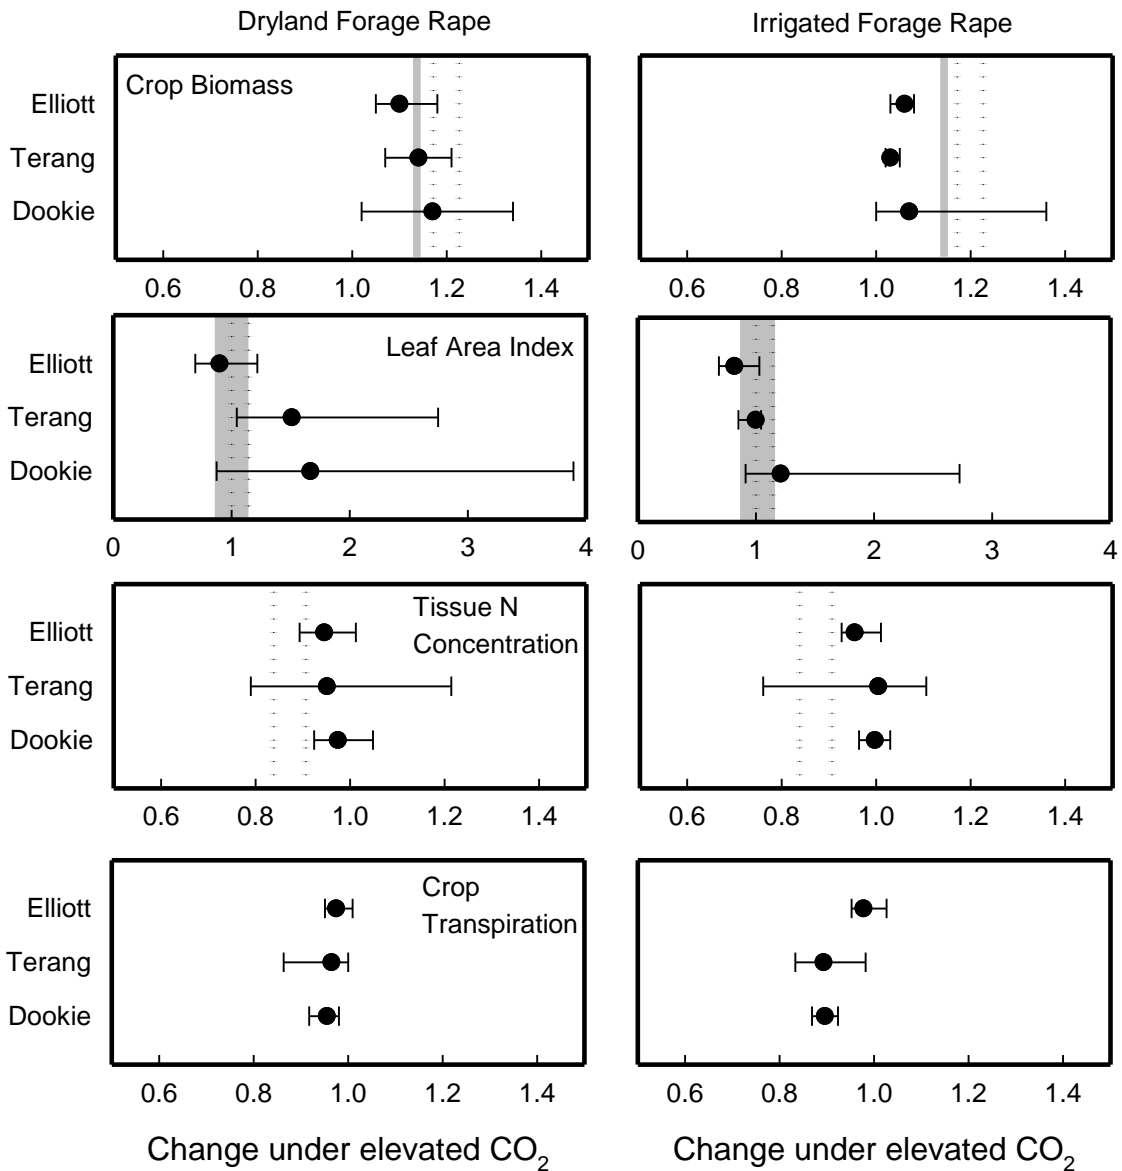 Dryland Forage Rape
Irrigated Forage Rape
Crop Biomass
Elliott
Terang
Dookie
0.6 0.8 1.0 1.2 1.4
0.6 0.8 1.0 1.2 1.4
Leaf Area Index
Elliott
Terang
Dookie
0 1 2 3 4
0 1 2 3 4
Tissue N
Concentration
Elliott
Terang
Dookie
0.6 0.8 1.0 1.2 1.4
0.6 0.8 1.0 1.2 1.4
Crop
Transpiration
Elliott
Terang
Dookie
0.6 0.8 1.0 1.2 1.4
0.6 0.8 1.0 1.2 1.4
Change under elevated CO₂
Change under elevated CO₂